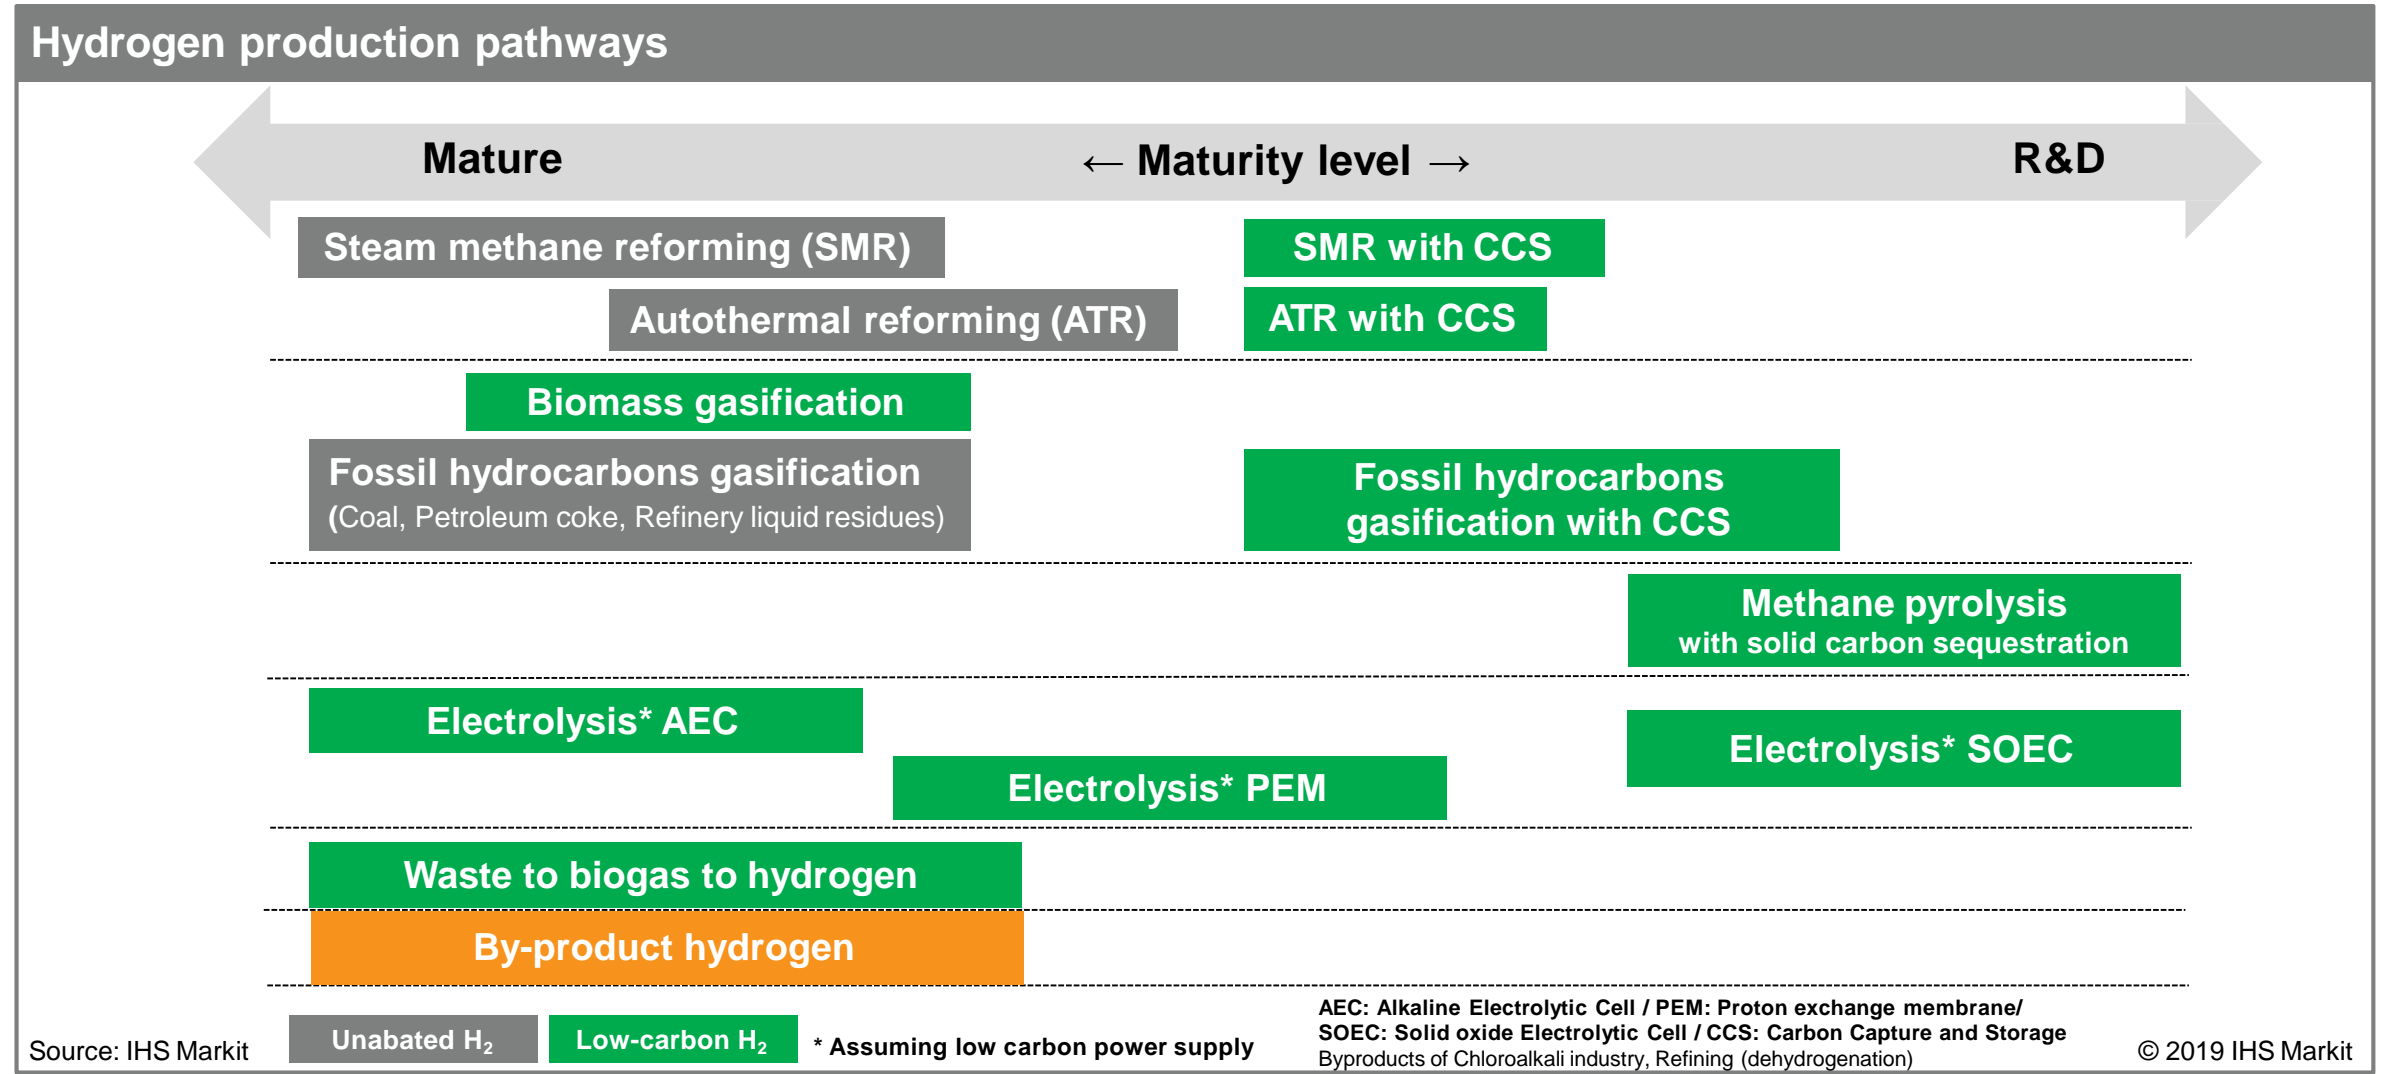 Hydrogen production pathways
Mature
← Maturity level →
R&D
Steam methane reforming (SMR)
SMR with CCS
Autothermal reforming (ATR)
ATR with CCS
Biomass gasification
Fossil hydrocarbons gasification
(Coal, Petroleum coke, Refinery liquid residues)
Fossil hydrocarbons
gasification with CCS
Methane pyrolysis
with solid carbon sequestration
Electrolysis* AEC
Electrolysis* SOEC
Electrolysis* PEM
Waste to biogas to hydrogen
By-product hydrogen
Source: IHS Markit
Unabated H₂
Low-carbon H₂
* Assuming low carbon power supply
AEC: Alkaline Electrolytic Cell / PEM: Proton exchange membrane/
SOEC: Solid oxide Electrolytic Cell / CCS: Carbon Capture and Storage
Byproducts of Chloroalkali industry, Refining (dehydrogenation)
© 2019 IHS Markit